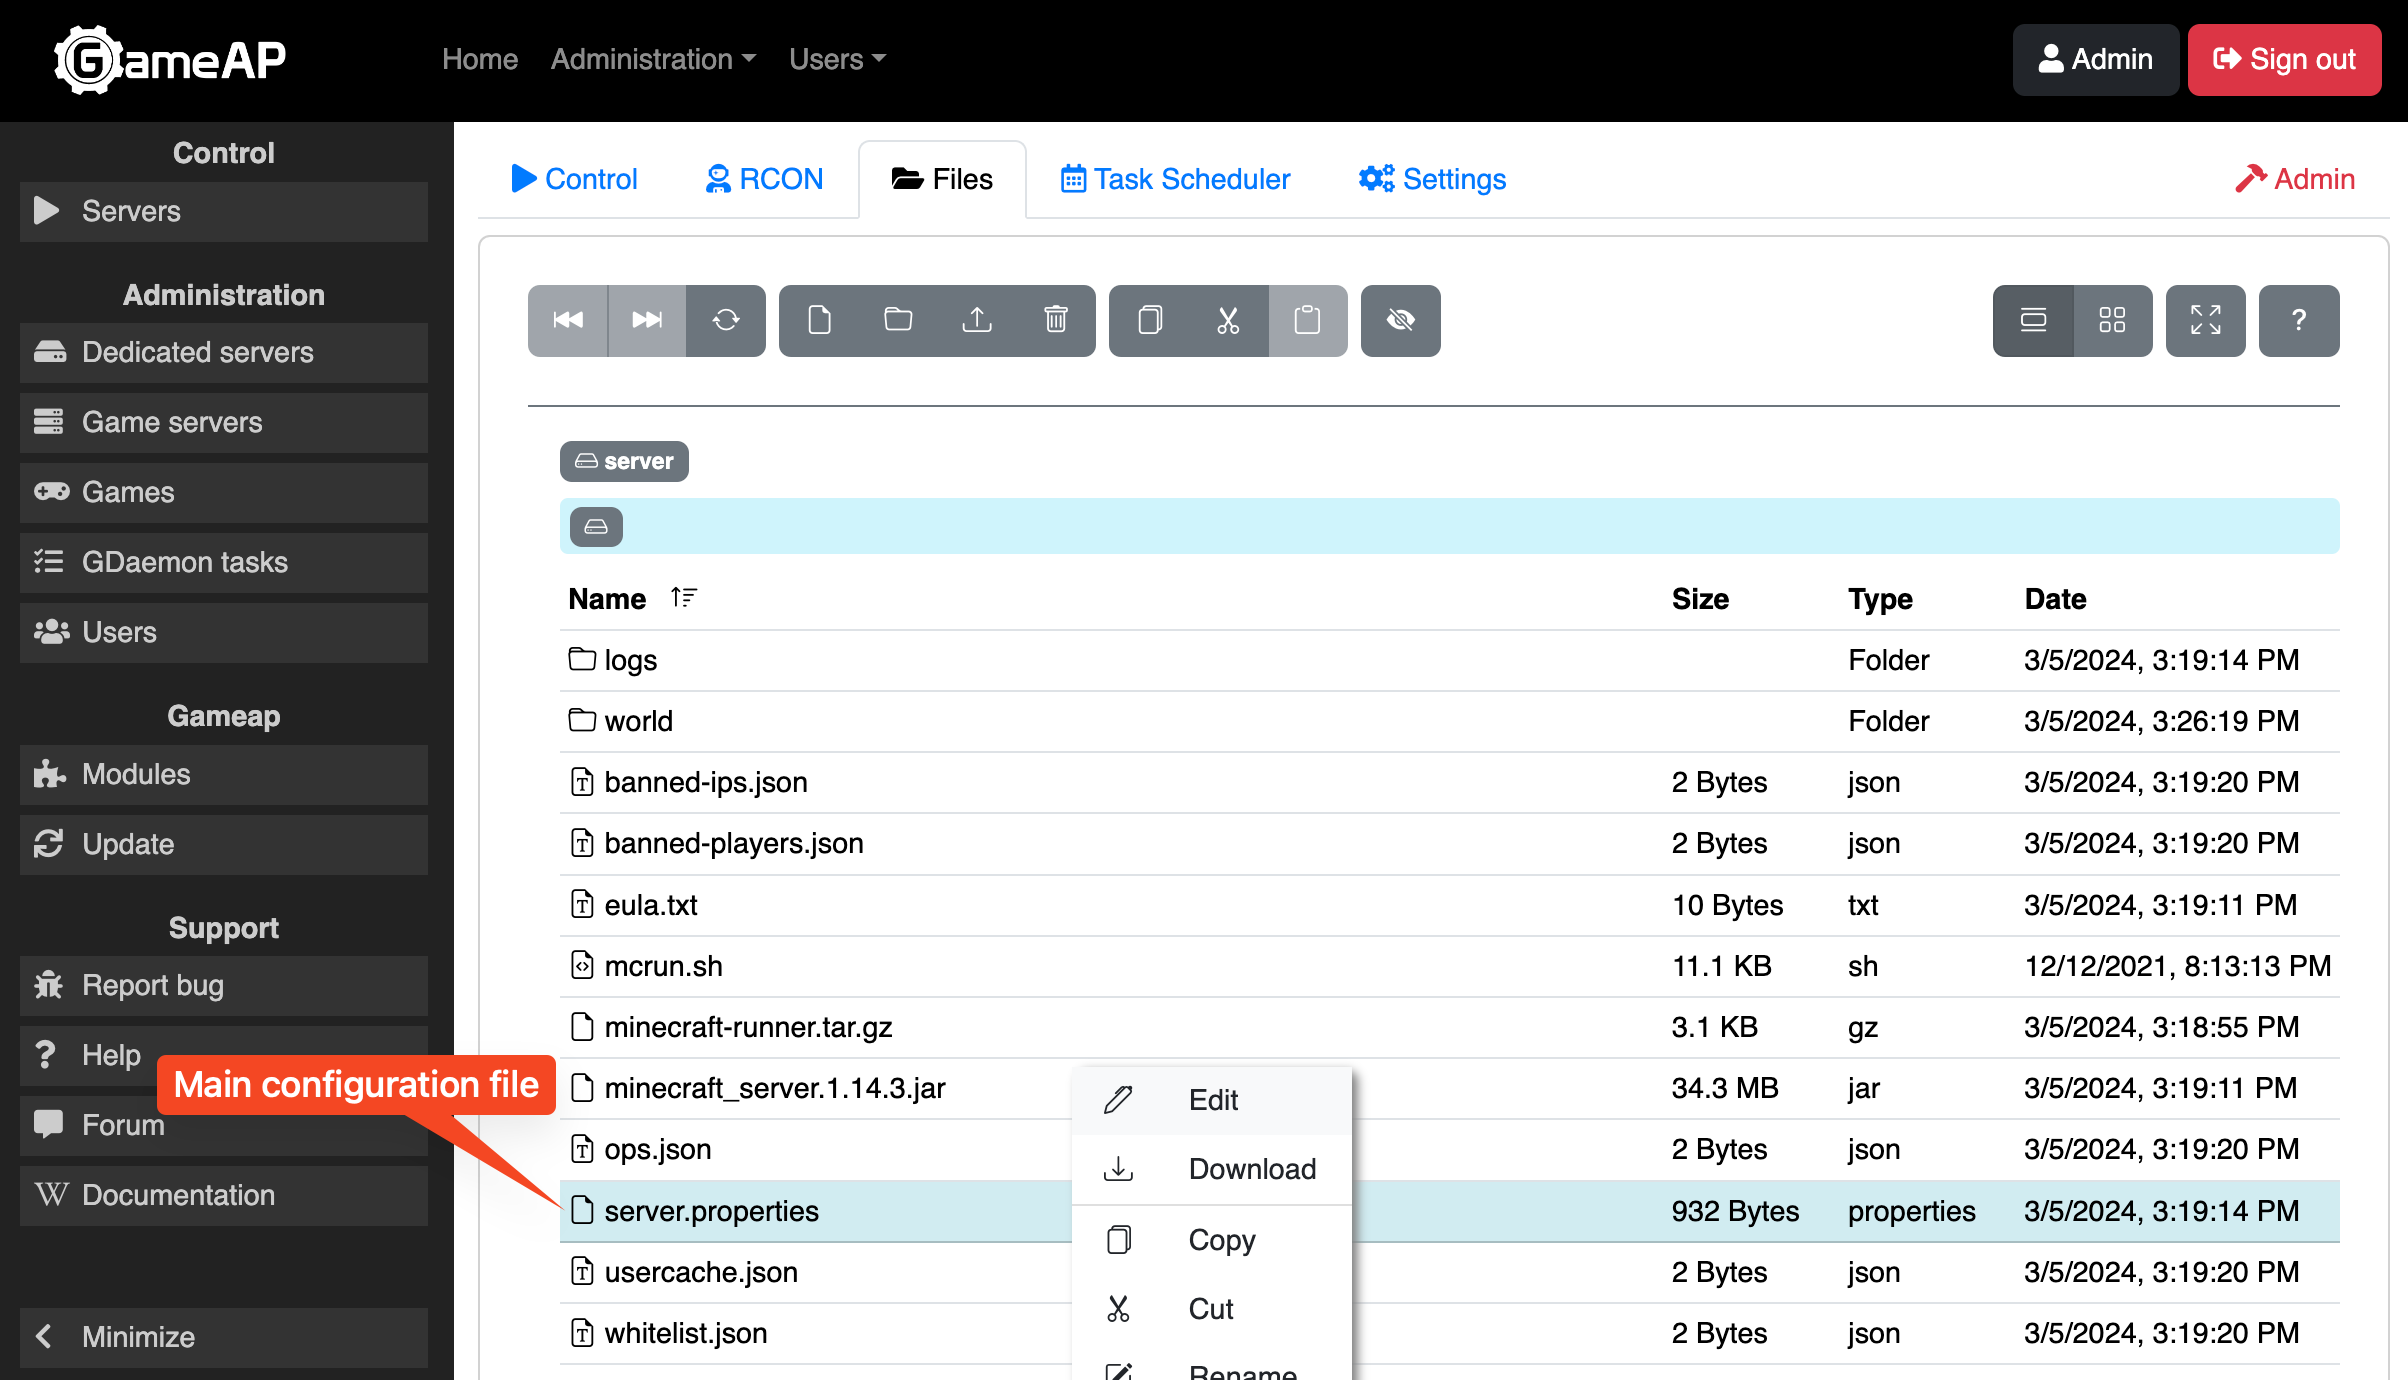 GameAP
Home Administration Users
Admin Sign out
Control
Servers
Administration
Dedicated servers
Game servers
Games
GDaemon tasks
Users
Gameap
Modules
Update
Support
Report bug
Help
Forum
Documentation
Minimize
Main configuration file
Control RCON Files Task Scheduler Settings Admin
?
server
Name Size Type Date
logs Folder 3/5/2024, 3:19:14 PM
world Folder 3/5/2024, 3:26:19 PM
banned-ips.json 2 Bytes json 3/5/2024, 3:19:20 PM
banned-players.json 2 Bytes json 3/5/2024, 3:19:20 PM
eula.txt 10 Bytes txt 3/5/2024, 3:19:11 PM
mcrun.sh 11.1 KB sh 12/12/2021, 8:13:13 PM
minecraft-runner.tar.gz 3.1 KB gz 3/5/2024, 3:18:55 PM
minecraft_server.1.14.3.jar 34.3 MB jar 3/5/2024, 3:19:11 PM
ops.json 2 Bytes json 3/5/2024, 3:19:20 PM
server.properties 932 Bytes properties 3/5/2024, 3:19:14 PM
usercache.json 2 Bytes json 3/5/2024, 3:19:20 PM
whitelist.json 2 Bytes json 3/5/2024, 3:19:20 PM
Edit
Download
Copy
Cut
Rename